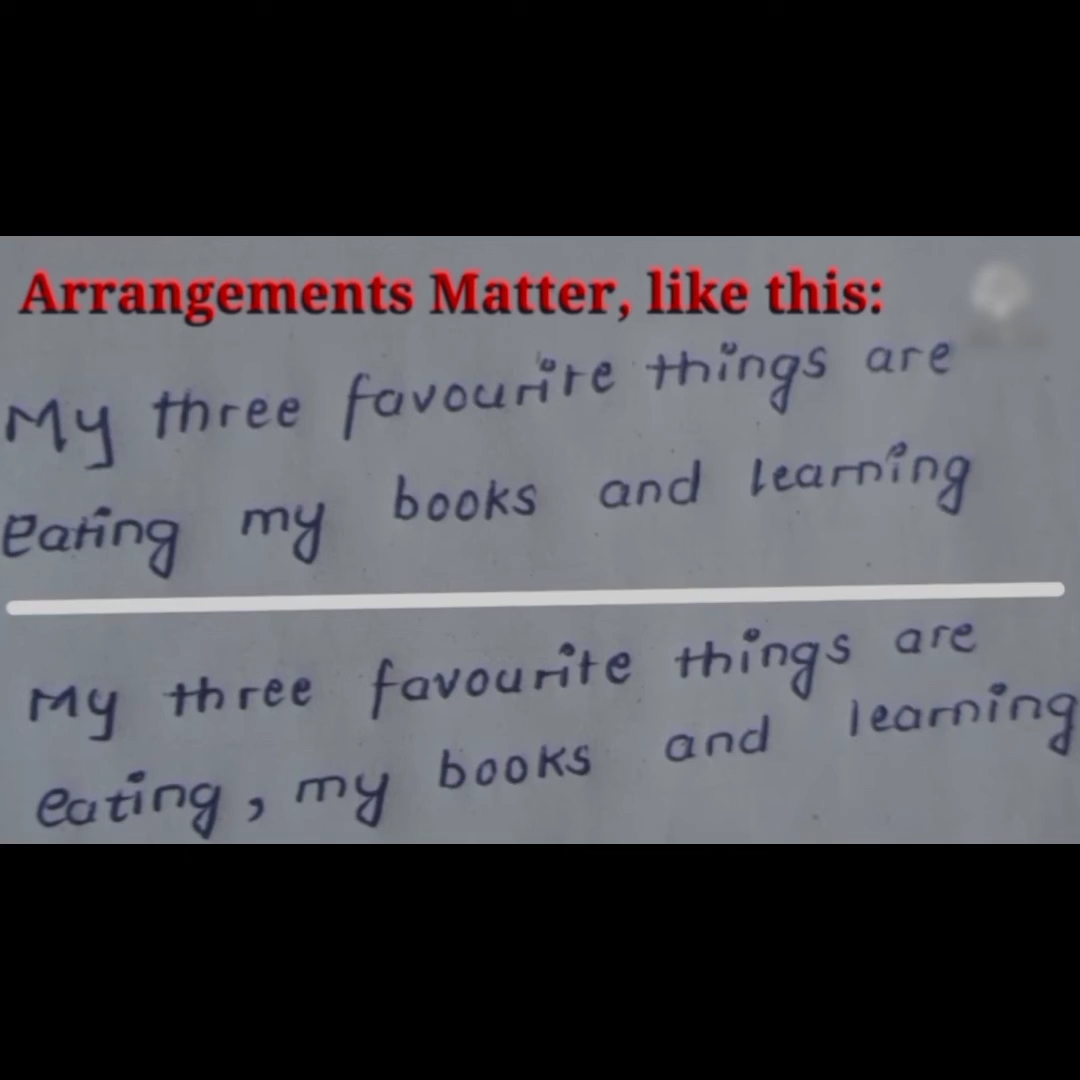 Arrangements Matter, like this:
My three favourite things are
Eating my books and learning
My three favourite things are
eating, my books and learning